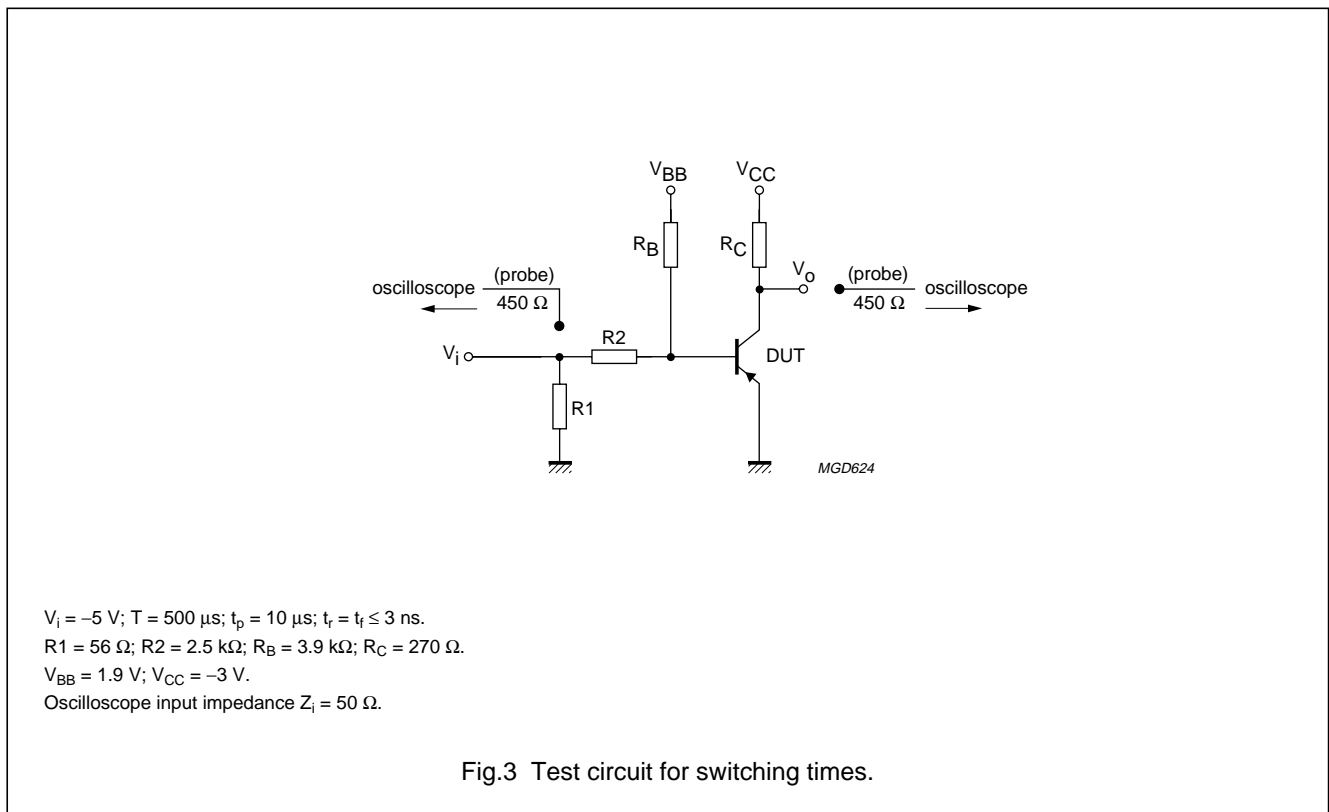 V_BB V_CC
R_B R_C
V_o
oscilloscope (probe) 450 Ω
(probe) 450 Ω oscilloscope
R2
V_i DUT
R1
MGD624
V_i = −5 V; T = 500 μs; t_p = 10 μs; t_r = t_f ≤ 3 ns.
R1 = 56 Ω; R2 = 2.5 kΩ; R_B = 3.9 kΩ; R_C = 270 Ω.
V_BB = 1.9 V; V_CC = −3 V.
Oscilloscope input impedance Z_i = 50 Ω.
Fig.3 Test circuit for switching times.